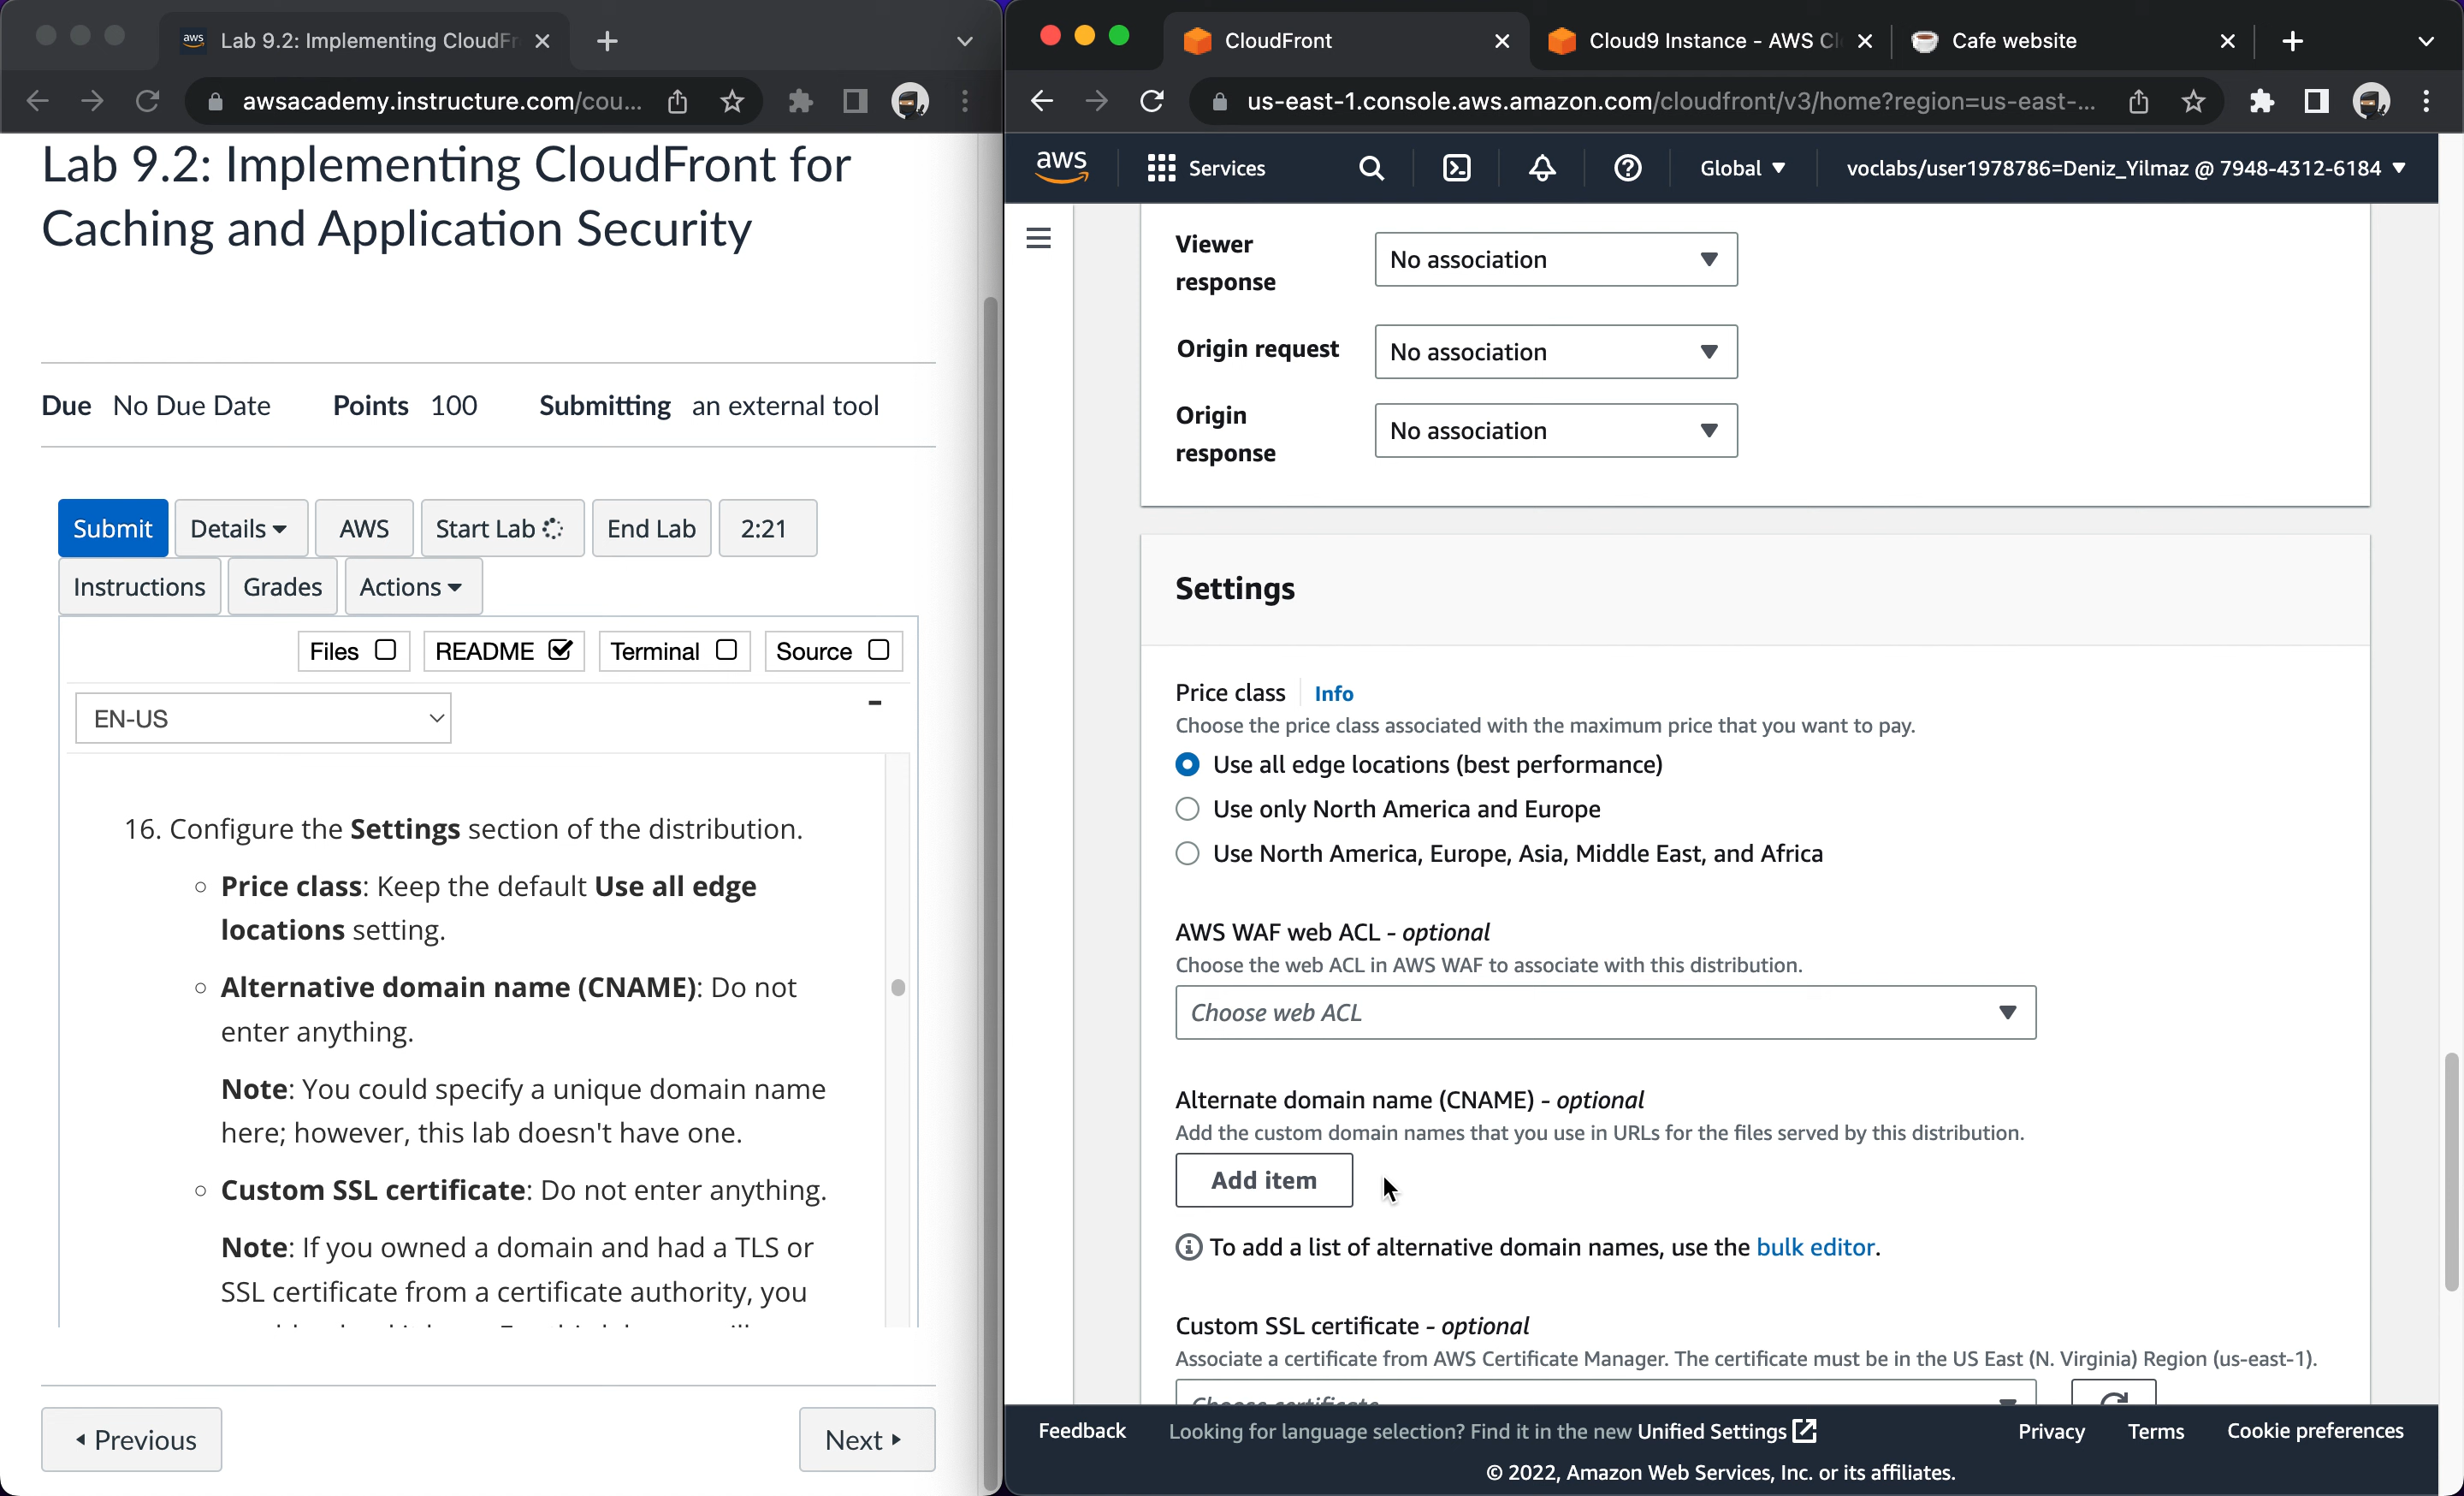 aws Lab 9.2: Implementing CloudFr
awsacademy.instructure.com/cou...
Lab 9.2: Implementing CloudFront for
Caching and Application Security
Due No Due Date Points 100 Submitting an external tool
Submit Details AWS Start Lab End Lab 2:21
Instructions Grades Actions
Files README Terminal Source
EN-US
16. Configure the Settings section of the distribution.
Price class: Keep the default Use all edge
locations setting.
Alternative domain name (CNAME): Do not
enter anything.
Note: You could specify a unique domain name
here; however, this lab doesn't have one.
Custom SSL certificate: Do not enter anything.
Note: If you owned a domain and had a TLS or
SSL certificate from a certificate authority, you
Previous Next
CloudFront Cloud9 Instance - AWS Cl Cafe website
us-east-1.console.aws.amazon.com/cloudfront/v3/home?region=us-east-...
aws Services Global voclabs/user1978786=Deniz_Yilmaz @ 7948-4312-6184
Viewer
response No association
Origin request No association
Origin
response No association
Settings
Price class Info
Choose the price class associated with the maximum price that you want to pay.
Use all edge locations (best performance)
Use only North America and Europe
Use North America, Europe, Asia, Middle East, and Africa
AWS WAF web ACL - optional
Choose the web ACL in AWS WAF to associate with this distribution.
Choose web ACL
Alternate domain name (CNAME) - optional
Add the custom domain names that you use in URLs for the files served by this distribution.
Add item
To add a list of alternative domain names, use the bulk editor.
Custom SSL certificate - optional
Associate a certificate from AWS Certificate Manager. The certificate must be in the US East (N. Virginia) Region (us-east-1).
Choose certificate
Feedback Looking for language selection? Find it in the new Unified Settings Privacy Terms Cookie preferences
© 2022, Amazon Web Services, Inc. or its affiliates.